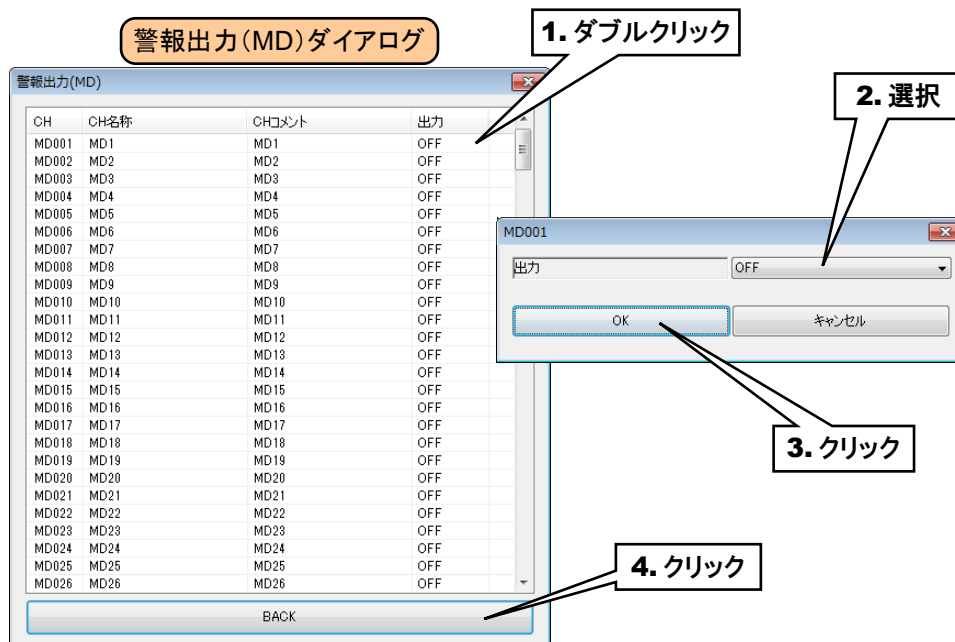 警報出力（MD）ダイアログ
1. ダブルクリック
2. 選択
警報出力(MD)
CH CH名称 CHコメント 出力
MD001 MD1 MD1 OFF
MD002 MD2 MD2 OFF
MD003 MD3 MD3 OFF
MD004 MD4 MD4 OFF
MD005 MD5 MD5 OFF
MD006 MD6 MD6 OFF
MD007 MD7 MD7 OFF
MD008 MD8 MD8 OFF
MD009 MD9 MD9 OFF
MD010 MD10 MD10 OFF
MD011 MD11 MD11 OFF
MD012 MD12 MD12 OFF
MD013 MD13 MD13 OFF
MD014 MD14 MD14 OFF
MD015 MD15 MD15 OFF
MD016 MD16 MD16 OFF
MD017 MD17 MD17 OFF
MD018 MD18 MD18 OFF
MD019 MD19 MD19 OFF
MD020 MD20 MD20 OFF
MD021 MD21 MD21 OFF
MD022 MD22 MD22 OFF
MD023 MD23 MD23 OFF
MD024 MD24 MD24 OFF
MD025 MD25 MD25 OFF
MD026 MD26 MD26 OFF
BACK
MD001
出力 OFF
OK キャンセル
3. クリック
4. クリック